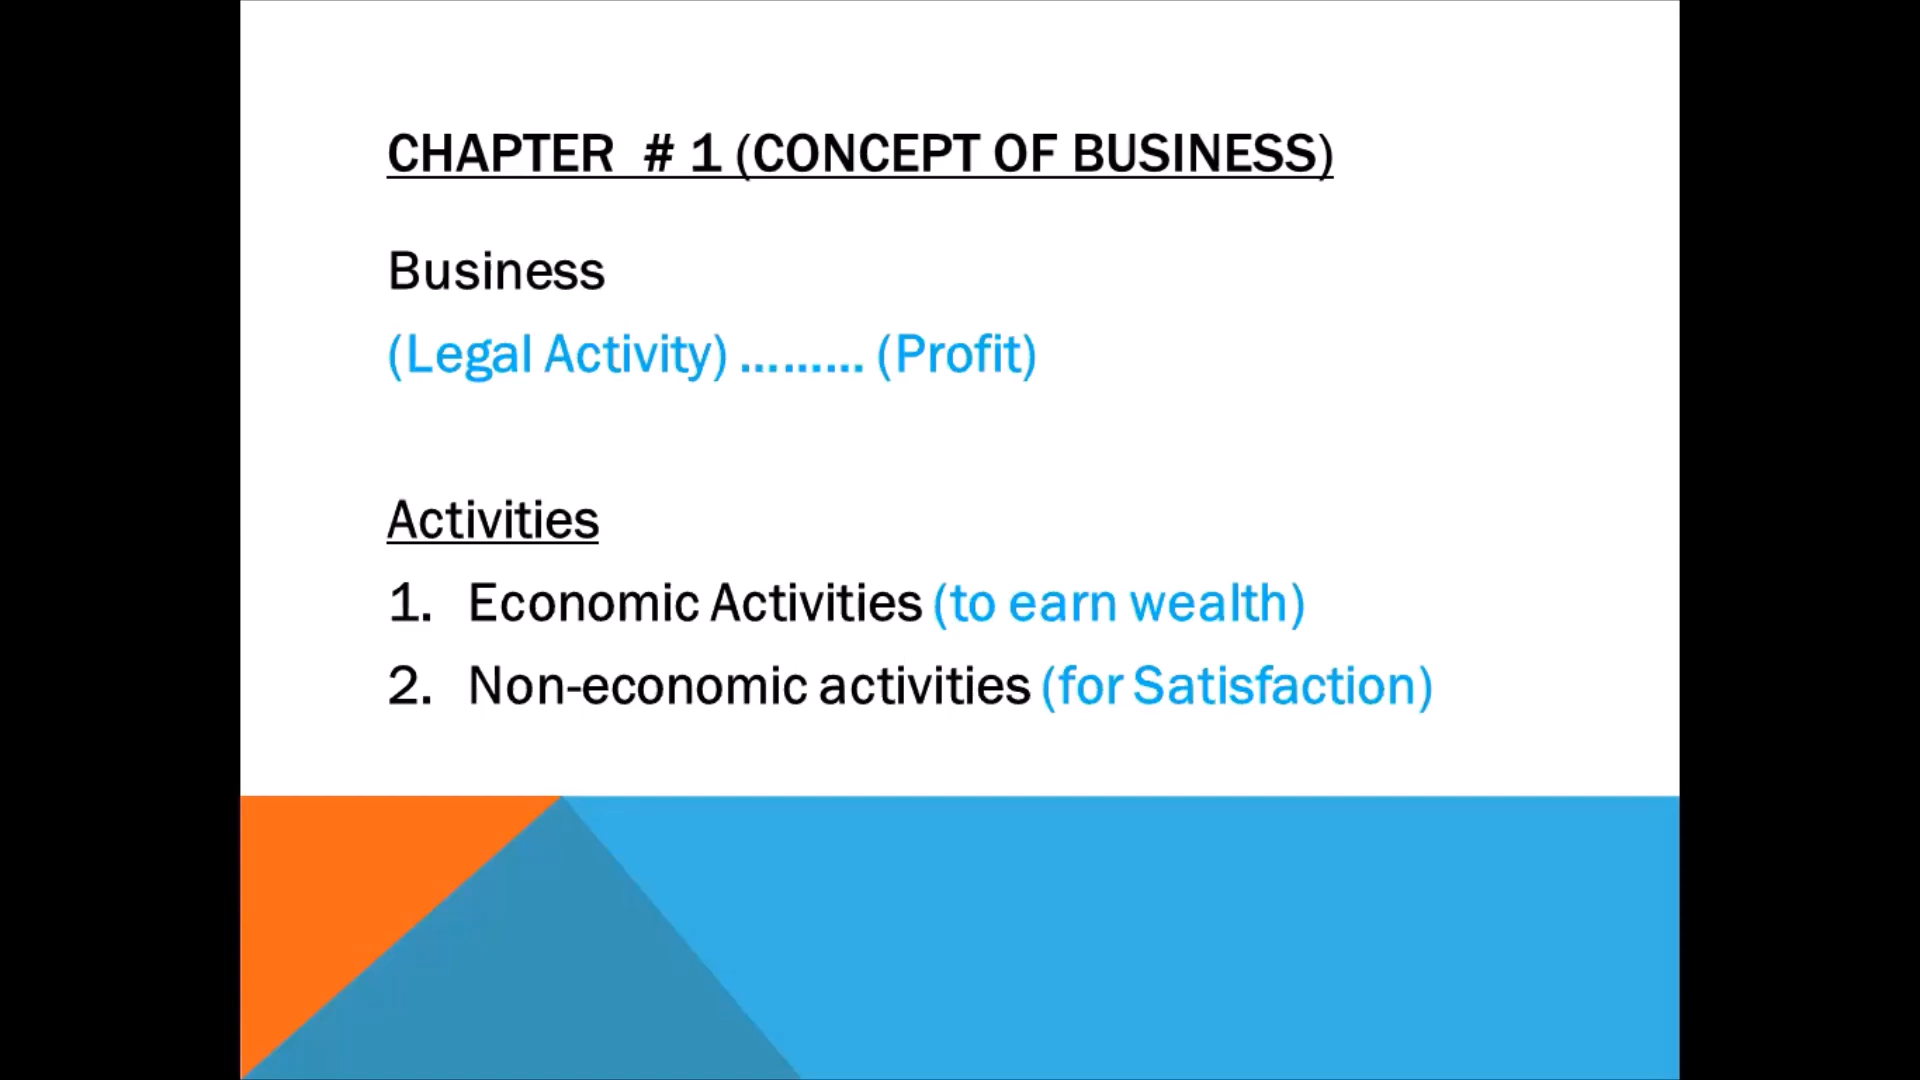 CHAPTER # 1 (CONCEPT OF BUSINESS)
Business
(Legal Activity) ......... (Profit)
Activities
1. Economic Activities (to earn wealth)
2. Non-economic activities (for Satisfaction)